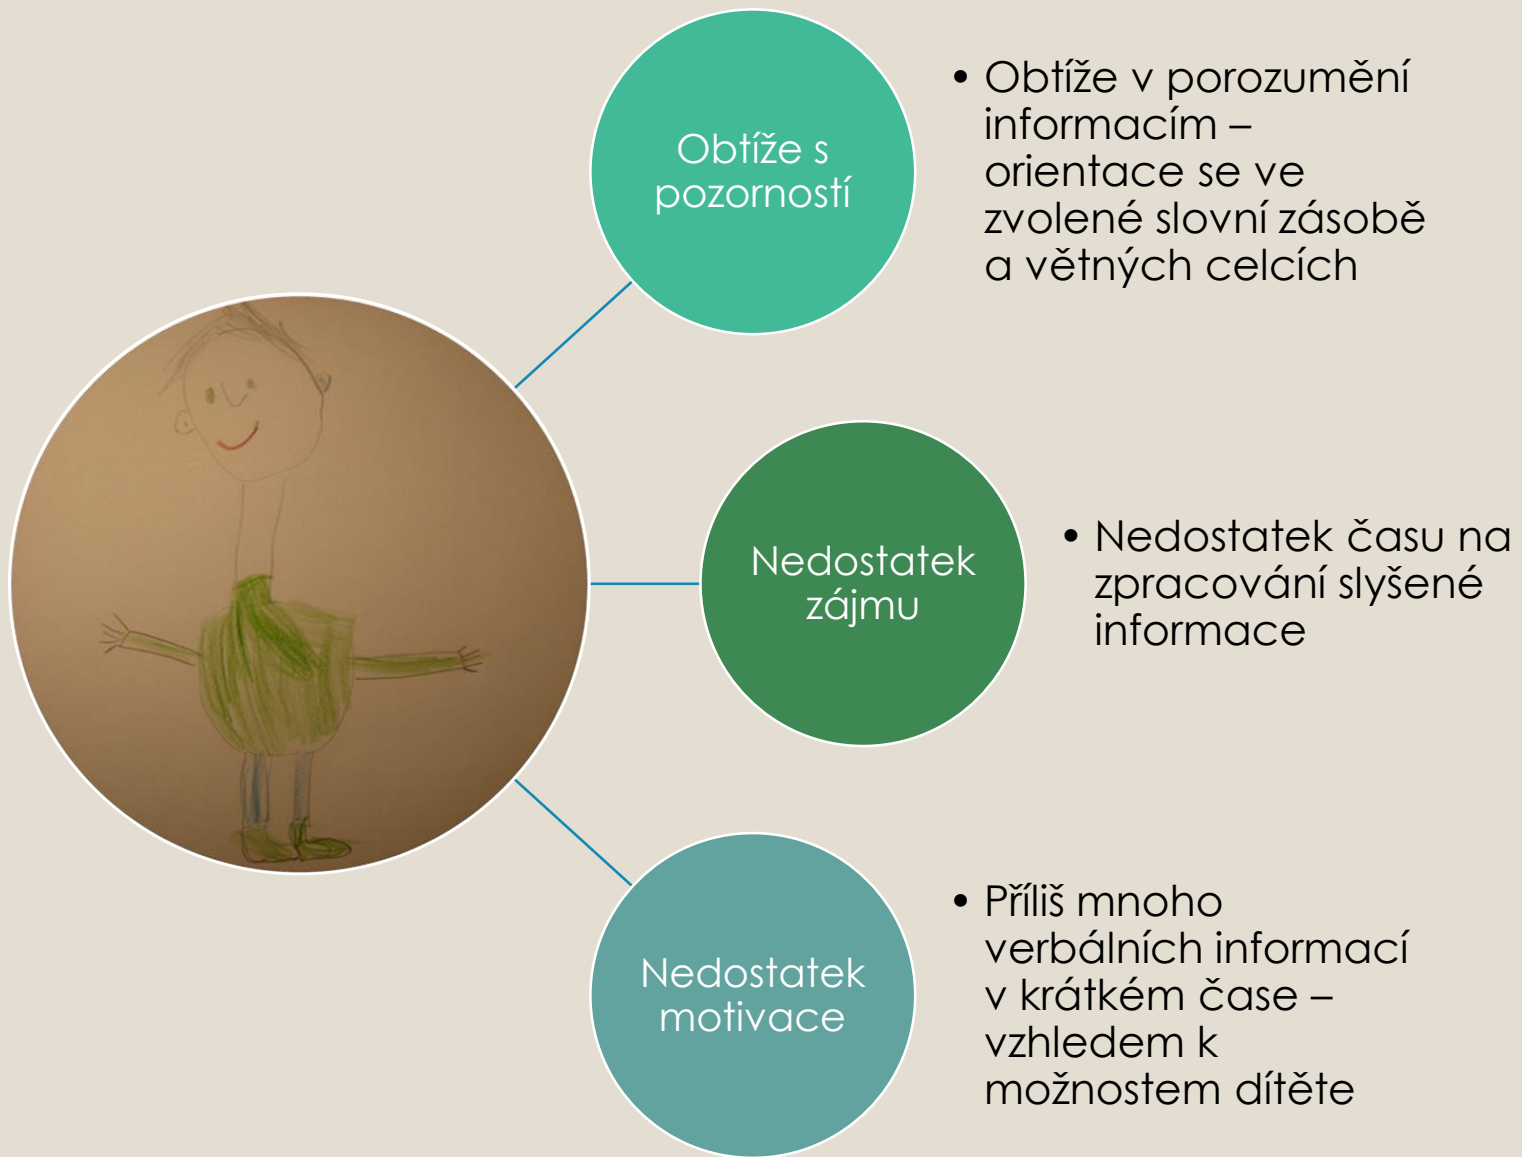 Obtíže s
pozorností
• Obtíže v porozumění
informacím –
orientace se ve
zvolené slovní zásobě
a větných celcích
Nedostatek
zájmu
• Nedostatek času na
zpracování slyšené
informace
Nedostatek
motivace
• Příliš mnoho
verbálních informací
v krátkém čase –
vzhledem k
možnostem dítěte